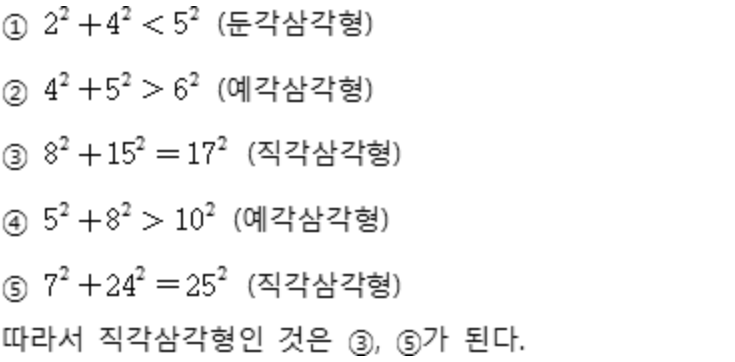 ① 2² + 4² < 5² (둔각삼각형)
② 4² + 5² > 6² (예각삼각형)
③ 8² + 15² = 17² (직각삼각형)
④ 5² + 8² > 10² (예각삼각형)
⑤ 7² + 24² = 25² (직각삼각형)
따라서 직각삼각형인 것은 ③, ⑤가 된다.